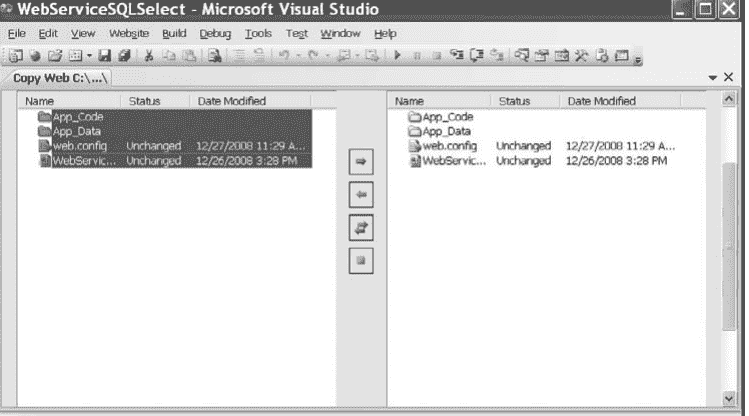 WebServiceSQLSelect - Microsoft Visual Studio
File Edit View Website Build Debug Tools Test Window Help
Copy Web C:\...\
Name Status Date Modified Name Status Date Modified
App_Code App_Code
App_Data App_Data
web.config Unchanged 12/27/2008 11:29 A... web.config Unchanged 12/27/2008 11:29 A...
WebServic... Unchanged 12/26/2008 3:28 PM WebServic... Unchanged 12/26/2008 3:28 PM